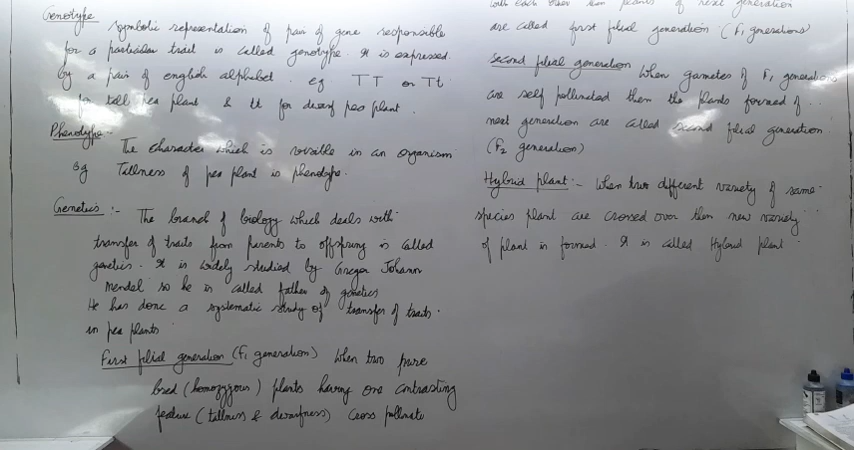 Genotype
symbolic representation of pair of gene responsible
for a particular trait is called genotype. It is expressed
by a pair of english alphabet. eg TT or Tt
for tall pea plant & tt for dwarf pea plant.
Phenotype:-
The character which is visible in an organism
eg Tallness of pea plant is phenotype.
Genetics :-
The branch of biology which deals with
transfer of traits from parents to offspring is called
genetics. It is widely studied by Gregor Johann
Mendel so he is called father of genetics
He has done a systematic study of transfer of traits.
in pea plants
First filial generation (F1 generation) When two pure
bred (homozygous) plants having one contrasting
feature (tallness & dwarfness) cross pollinate
with each other then plants of next generation
are called first filial generation (F1 generations)
Second filial generation When gametes of F1 generation
are self pollinated then the plants formed of
next generation are called second filial generation
(F2 generation)
Hybrid plant :- When two different variety of same
species plant are crossed over then new variety
of plant is formed. It is called Hybrid plant